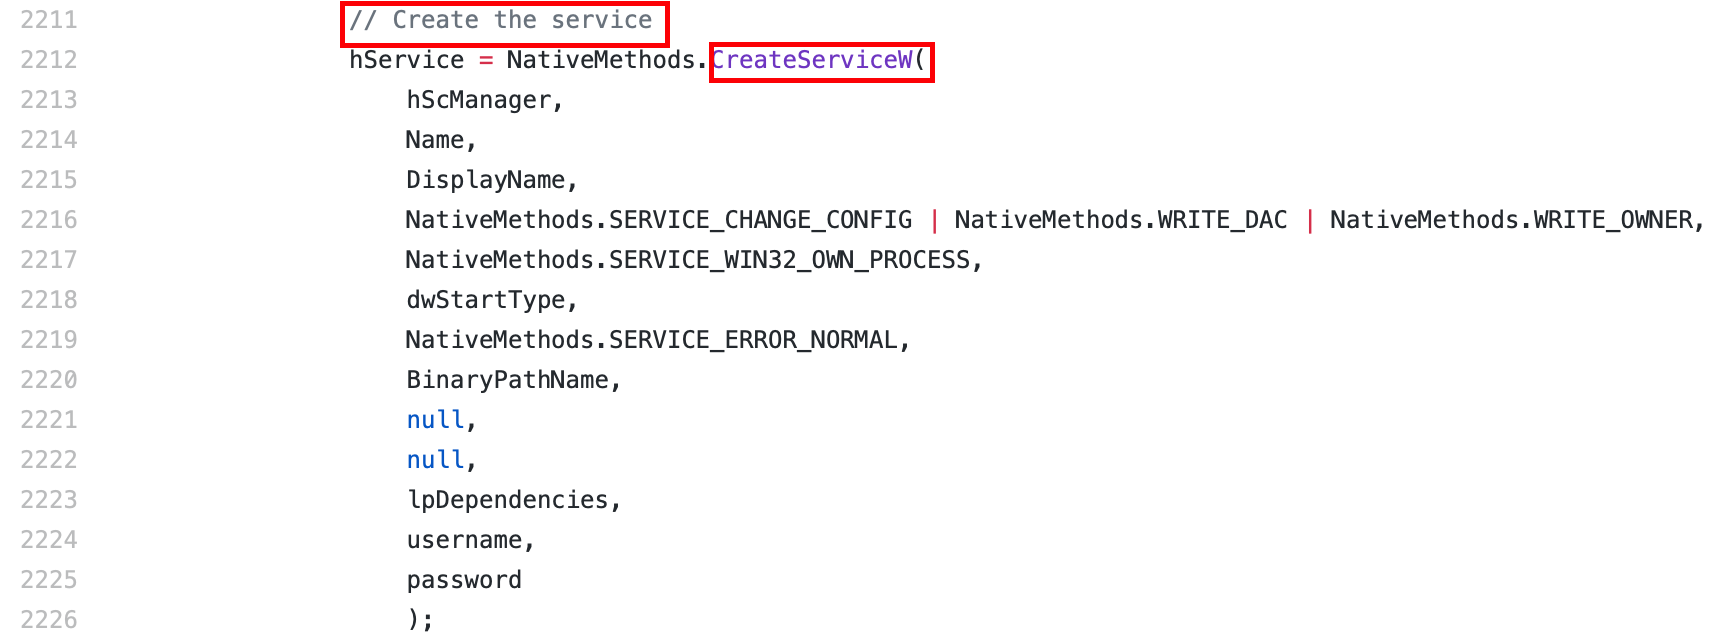 2211 // Create the service
2212 hService = NativeMethods.CreateServiceW(
2213 hScManager,
2214 Name,
2215 DisplayName,
2216 NativeMethods.SERVICE_CHANGE_CONFIG | NativeMethods.WRITE_DAC | NativeMethods.WRITE_OWNER,
2217 NativeMethods.SERVICE_WIN32_OWN_PROCESS,
2218 dwStartType,
2219 NativeMethods.SERVICE_ERROR_NORMAL,
2220 BinaryPathName,
2221 null,
2222 null,
2223 lpDependencies,
2224 username,
2225 password
2226 );